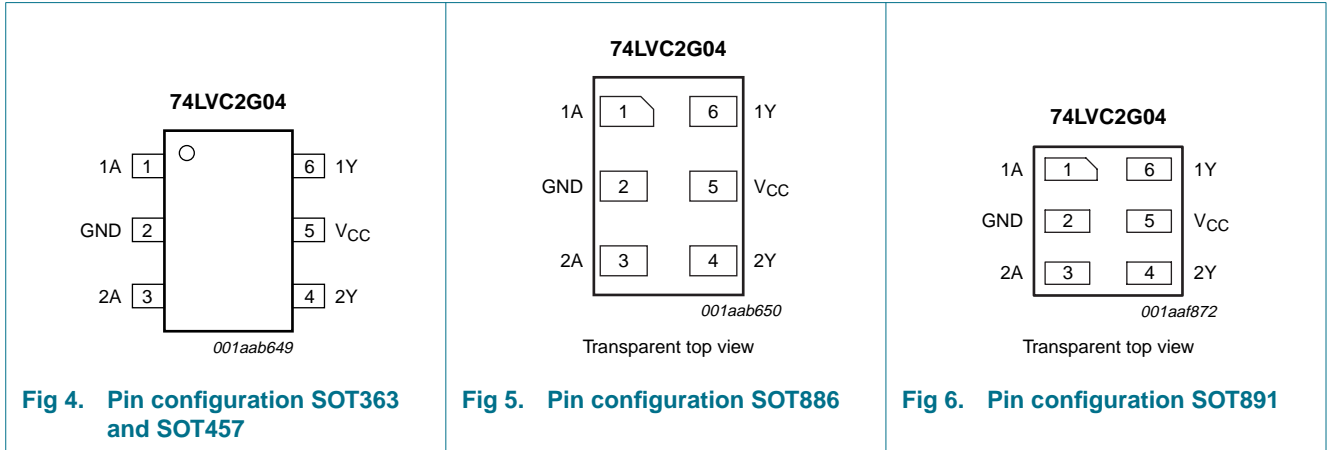 74LVC2G04
1A 1 6 1Y
GND 2 5 VCC
2A 3 4 2Y
001aab649
Fig 4. Pin configuration SOT363
and SOT457
74LVC2G04
1A 1 6 1Y
GND 2 5 VCC
2A 3 4 2Y
001aab650
Transparent top view
Fig 5. Pin configuration SOT886
74LVC2G04
1A 1 6 1Y
GND 2 5 VCC
2A 3 4 2Y
001aaf872
Transparent top view
Fig 6. Pin configuration SOT891